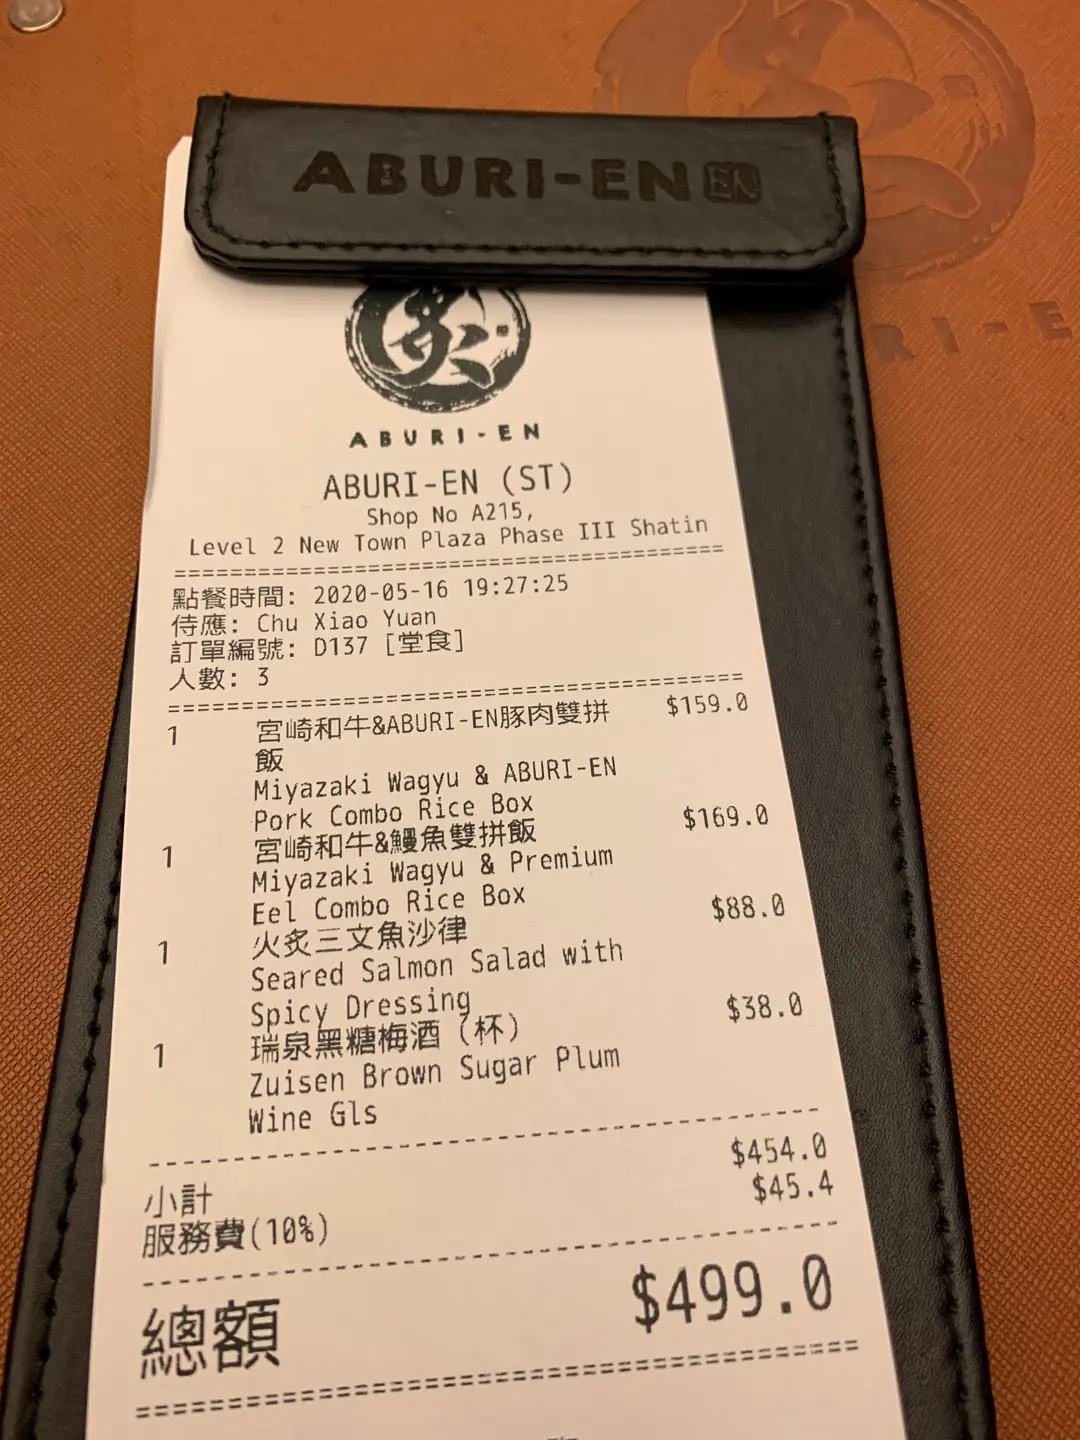 ABURI-EN EN
ABURI-EN
ABURI-EN (ST)
Shop No A215,
Level 2 New Town Plaza Phase III Shatin
點餐時間: 2020-05-16 19:27:25
侍應: Chu Xiao Yuan
訂單編號: D137 [堂食]
人數: 3
1 宮崎和牛&ABURI-EN豚肉雙拼 $159.0
飯
Miyazaki Wagyu & ABURI-EN
Pork Combo Rice Box
1 宮崎和牛&鰻魚雙拼飯 $169.0
Miyazaki Wagyu & Premium
Eel Combo Rice Box
1 火炙三文魚沙律 $88.0
Seared Salmon Salad with
Spicy Dressing
1 瑞泉黑糖梅酒 (杯) $38.0
Zuisen Brown Sugar Plum
Wine Gls
小計 $454.0
服務費(10%) $45.4
總額 $499.0